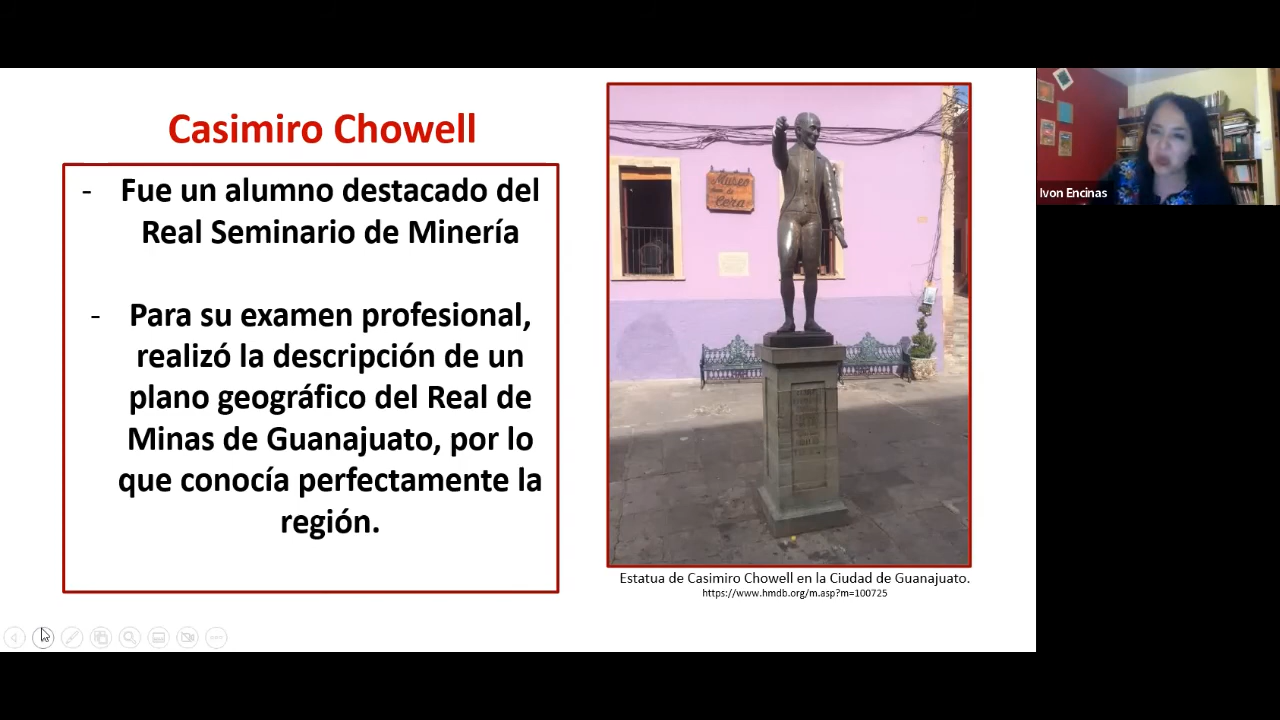 Casimiro Chowell
- Fue un alumno destacado del
Real Seminario de Minería
- Para su examen profesional,
realizó la descripción de un
plano geográfico del Real de
Minas de Guanajuato, por lo
que conocía perfectamente la
región.
Museo
Cera
Estatua de Casimiro Chowell en la Ciudad de Guanajuato.
https://www.hmdb.org/m.asp?m=100725
Ivon Encinas